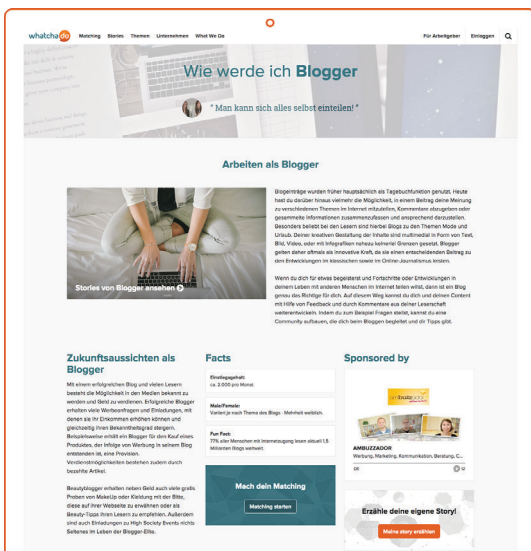 whatchado Matching Stories Themen Unternehmen What We Do Für Arbeitgeber Einloggen
Wie werde ich Blogger
" Man kann sich alles selbst einteilen! "
Arbeiten als Blogger
Blogeinträge wurden früher hauptsächlich als Tagebuchfunktion genutzt. Heute
hast du darüber hinaus vielmehr die Möglichkeit, in einem Beitrag deine Meinung
zu verschiedenen Themen im Internet mitzuteilen, Kommentare abzugeben oder
gesammelte Informationen zusammenzufassen und ansprechend darzustellen.
Besonders beliebt bei den Lesern sind hierbei Blogs zu den Themen Mode und
Urlaub. Deiner kreativen Gestaltung der Inhalte sind multimedial in Form von Text,
Bild, Video, oder mit Infografiken nahezu keinerlei Grenzen gesetzt. Blogger
gelten daher oftmals als innovative Kraft, da sie einen entscheidenden Beitrag zu
den Entwicklungen im klassischen sowie im Online-Journalismus leisten.
Wenn du dich für etwas begeisterst und Fortschritte oder Entwicklungen in
deinem Leben mit anderen Menschen im Internet teilen willst, dann ist ein Blog
genau das Richtige für dich. Auf diesem Weg kannst du dich und deinen Content
mit Hilfe von Feedback und durch Kommentare aus deiner Leserschaft
weiterentwickeln. Indem du zum Beispiel Fragen stellst, kannst du eine
Community aufbauen, die dich beim Bloggen begleitet und dir Tipps gibt.
Stories von Blogger ansehen
Zukunftsaussichten als
Blogger
Mit einem erfolgreichen Blog und vielen Lesern
besteht die Möglichkeit in den Medien bekannt zu
werden und Geld zu verdienen. Erfolgreiche Blogger
erhalten viele Werbeanfragen und Einladungen, mit
denen sie ihr Einkommen erhöhen können und
gleichzeitig ihren Bekanntheitsgrad steigern.
Beispielsweise erhält ein Blogger für den Kauf eines
Produktes, der infolge von Werbung in seinem Blog
entstanden ist, eine Provision.
Verdienstmöglichkeiten bestehen zudem durch
bezahlte Artikel.
Beautyblogger erhalten neben Geld auch viele gratis
Proben von MakeUp oder Kleidung mit der Bitte,
diese auf ihrer Webseite zu erwähnen oder als
Beauty-Tipps ihren Lesern zu empfehlen. Außerdem
sind auch Einladungen zu High Society Events nichts
Seltenes im Leben der Blogger-Elite.
Facts
Einstiegsgehalt:
ca. 2.000 pro Monat
Male/Female:
Variiert je nach Thema des Blogs - Mehrheit weiblich.
Fun Fact:
77% aller Menschen mit Internetzugang lesen aktuell 1,5
Milliarden Blogs weltweit.
Mach dein Matching
Matching starten
Sponsored by
ambuzzador
AMBUZZADOR
Werbung, Marketing, Kommunikation, Beratung, C...
DE 12
Erzähle deine eigene Story!
Meine story erzählen